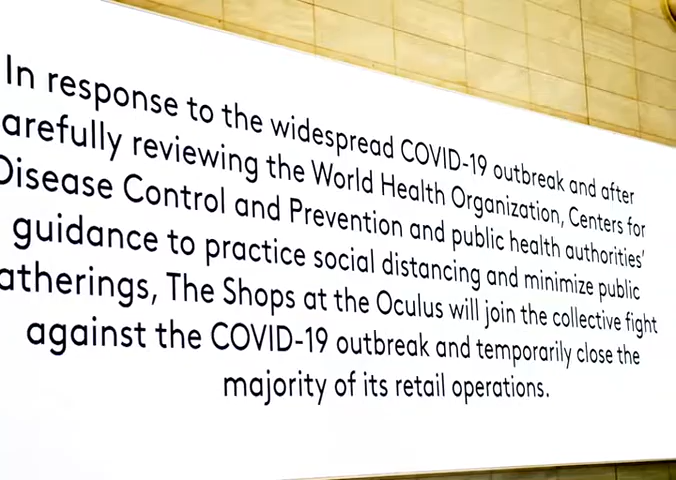 In response to the widespread COVID-19 outbreak and after
arefully reviewing the World Health Organization, Centers for
Disease Control and Prevention and public health authorities'
guidance to practice social distancing and minimize public
atherings, The Shops at the Oculus will join the collective fight
against the COVID-19 outbreak and temporarily close the
majority of its retail operations.